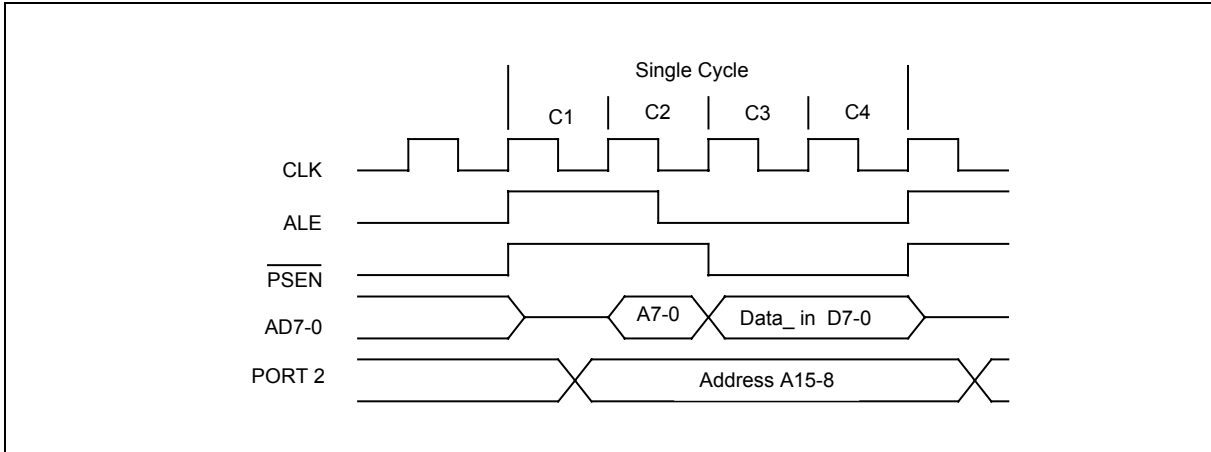 Single Cycle
C1 C2 C3 C4
CLK
ALE
PSEN
AD7-0 A7-0 Data_ in D7-0
PORT 2 Address A15-8